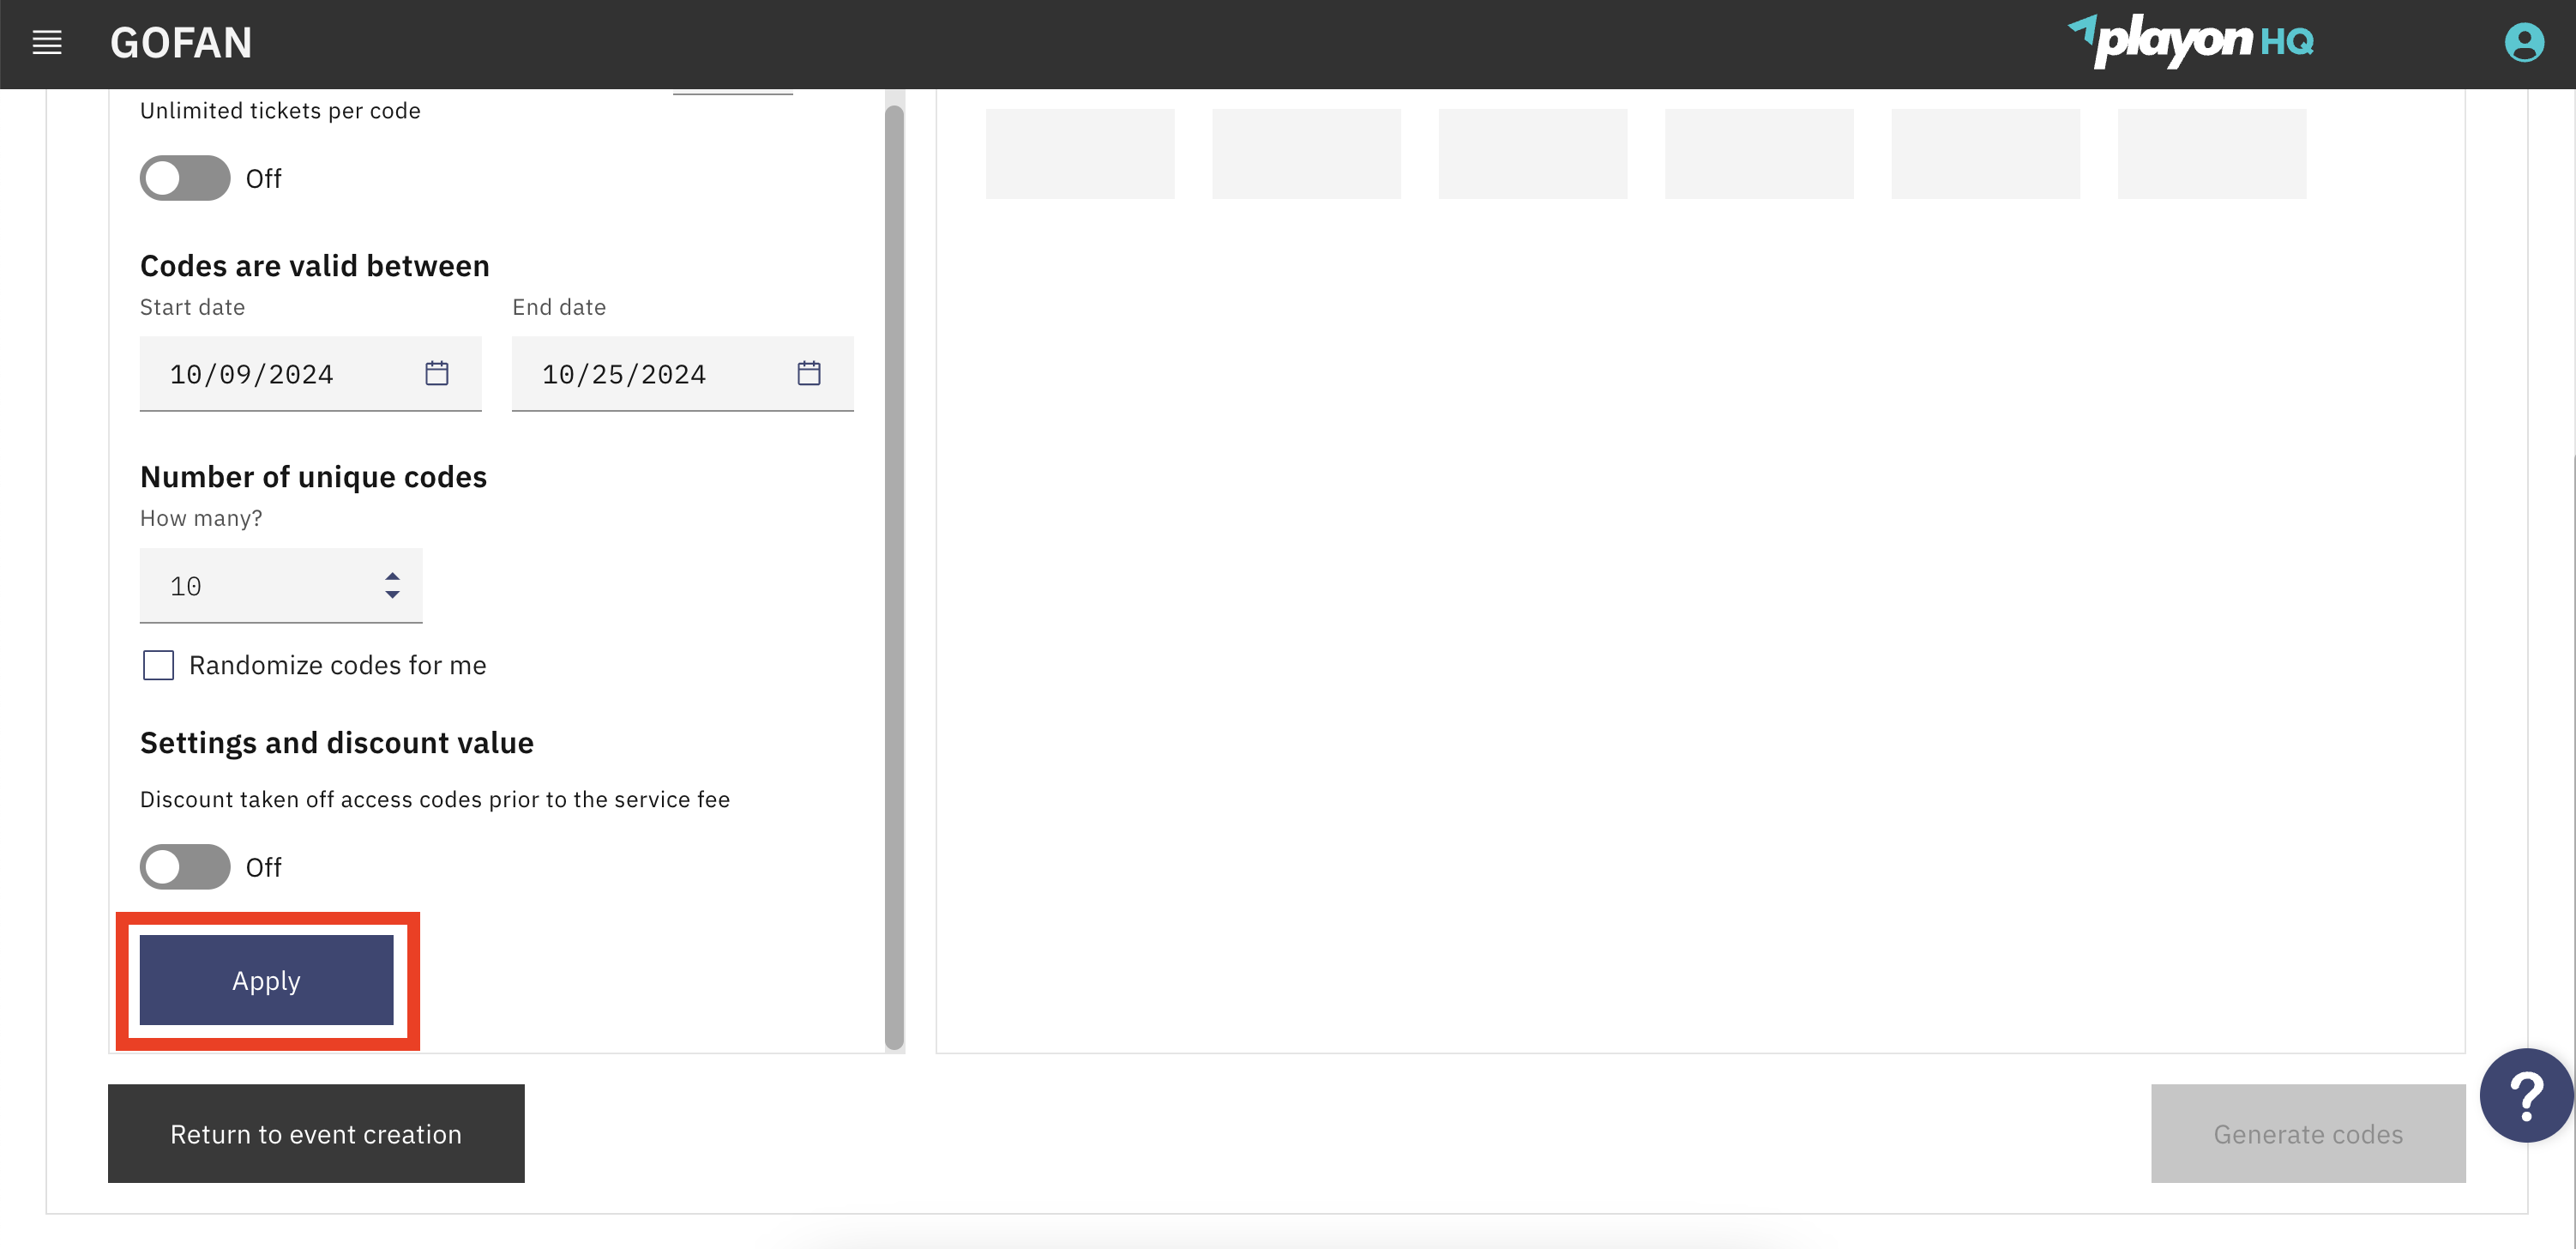 GOFAN
playon HQ
Unlimited tickets per code
Off
Codes are valid between
Start date
End date
10/09/2024
10/25/2024
Number of unique codes
How many?
10
Randomize codes for me
Settings and discount value
Discount taken off access codes prior to the service fee
Off
Apply
Return to event creation
Generate codes
?